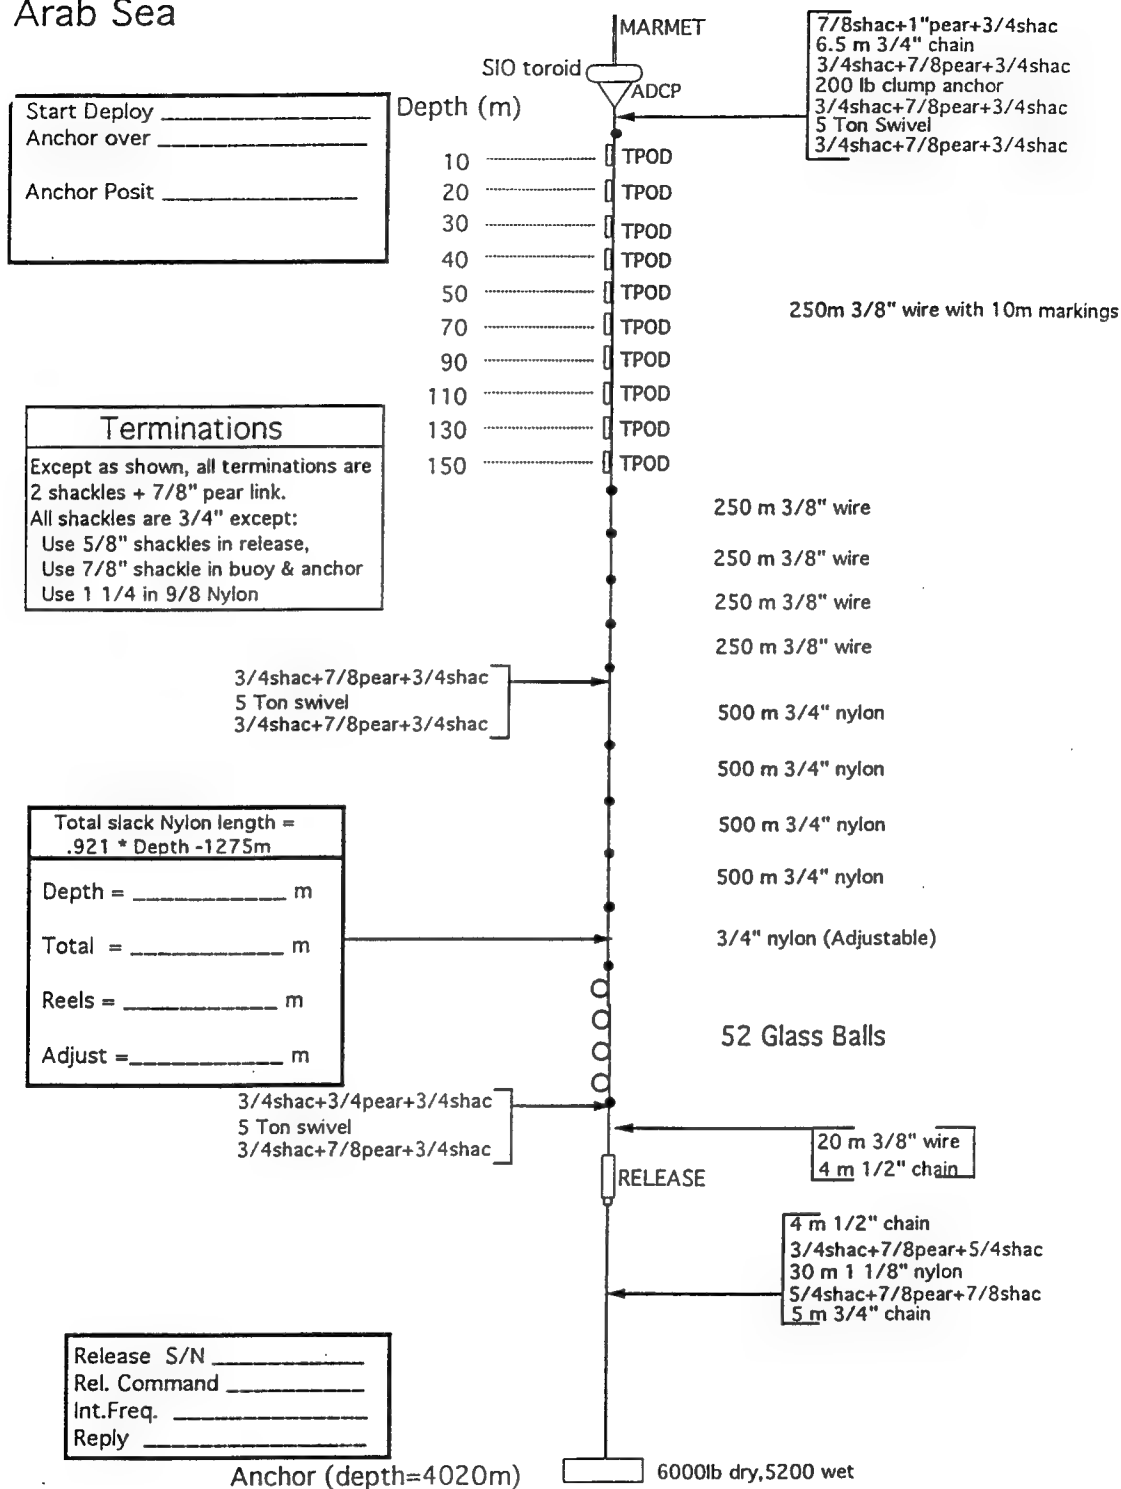 Arab Sea
MARMET
SIO toroid
ADCP
7/8shac+1"pear+3/4shac
6.5 m 3/4" chain
3/4shac+7/8pear+3/4shac
200 lb clump anchor
3/4shac+7/8pear+3/4shac
5 Ton Swivel
3/4shac+7/8pear+3/4shac
Start Deploy
Anchor over
Anchor Posit
Depth (m)
10 TPOD
20 TPOD
30 TPOD
40 TPOD
50 TPOD
70 TPOD
90 TPOD
110 TPOD
130 TPOD
150 TPOD
250m 3/8" wire with 10m markings
Terminations
Except as shown, all terminations are
2 shackles + 7/8" pear link.
All shackles are 3/4" except:
Use 5/8" shackles in release,
Use 7/8" shackle in buoy & anchor
Use 1 1/4 in 9/8 Nylon
250 m 3/8" wire
250 m 3/8" wire
250 m 3/8" wire
250 m 3/8" wire
3/4shac+7/8pear+3/4shac
5 Ton swivel
3/4shac+7/8pear+3/4shac
500 m 3/4" nylon
500 m 3/4" nylon
500 m 3/4" nylon
500 m 3/4" nylon
Total slack Nylon length =
.921 * Depth -1275m
Depth = m
Total = m
Reels = m
Adjust = m
3/4" nylon (Adjustable)
52 Glass Balls
3/4shac+3/4pear+3/4shac
5 Ton swivel
3/4shac+7/8pear+3/4shac
20 m 3/8" wire
4 m 1/2" chain
RELEASE
4 m 1/2" chain
3/4shac+7/8pear+5/4shac
30 m 1 1/8" nylon
5/4shac+7/8pear+7/8shac
5 m 3/4" chain
Release S/N
Rel. Command
Int.Freq.
Reply
Anchor (depth=4020m)
6000lb dry,5200 wet